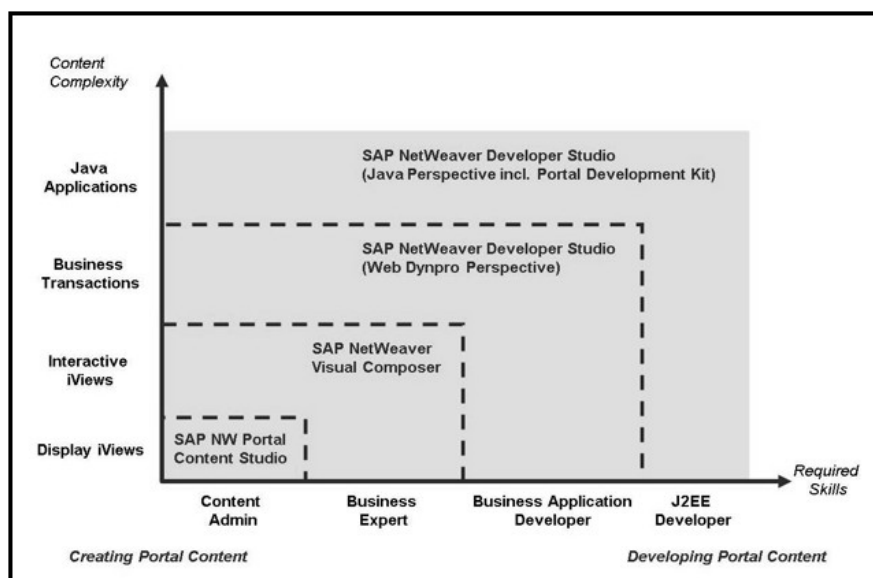 Content
Complexity
Java
Applications
SAP NetWeaver Developer Studio
(Java Perspective incl. Portal Development Kit)
Business
Transactions
SAP NetWeaver Developer Studio
(Web Dynpro Perspective)
Interactive
iViews
SAP NetWeaver
Visual Composer
Display iViews
SAP NW Portal
Content Studio
Required
Skills
Content
Admin
Business
Expert
Business Application
Developer
J2EE
Developer
Creating Portal Content
Developing Portal Content